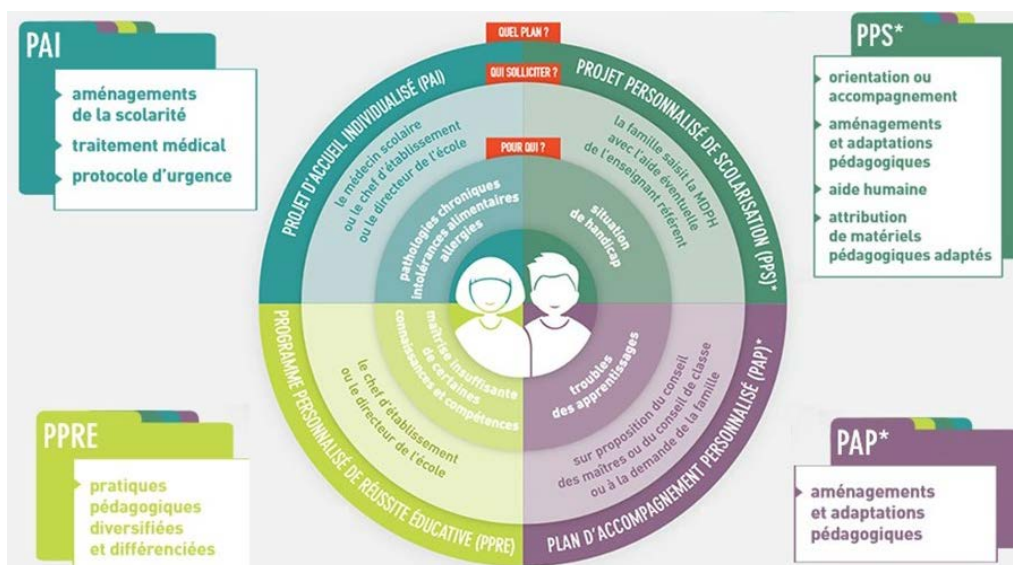 PAI
aménagements
de la scolarité
traitement médical
protocole d'urgence
QUEL PLAN ?
QUI SOLLICITER ?
POUR QUI ?
PROJET D'ACCUEIL INDIVIDUALISÉ (PAI)
le médecin scolaire
ou le chef d'établissement
ou le directeur de l'école
pathologies chroniques
intolérances alimentaires
allergies
PROJET PERSONNALISÉ DE SCOLARISATION (PPS)*
la famille saisit la MDPH
avec l'aide éventuelle
de l'enseignant référent
situation
de handicap
PPS*
orientation ou
accompagnement
aménagements
et adaptations
pédagogiques
aide humaine
attribution
de matériels
pédagogiques adaptés
PPRE
pratiques
pédagogiques
diversifiées
et différenciées
PROGRAMME PERSONNALISÉ DE RÉUSSITE ÉDUCATIVE (PPRE)
le chef d'établissement
ou le directeur de l'école
maîtrise insuffisante
de certaines
connaissances et compétences
troubles
des apprentissages
sur proposition du conseil
des maîtres ou du conseil de classe
ou à la demande de la famille
PLAN D'ACCOMPAGNEMENT PERSONNALISÉ (PAP)*
PAP*
aménagements
et adaptations
pédagogiques